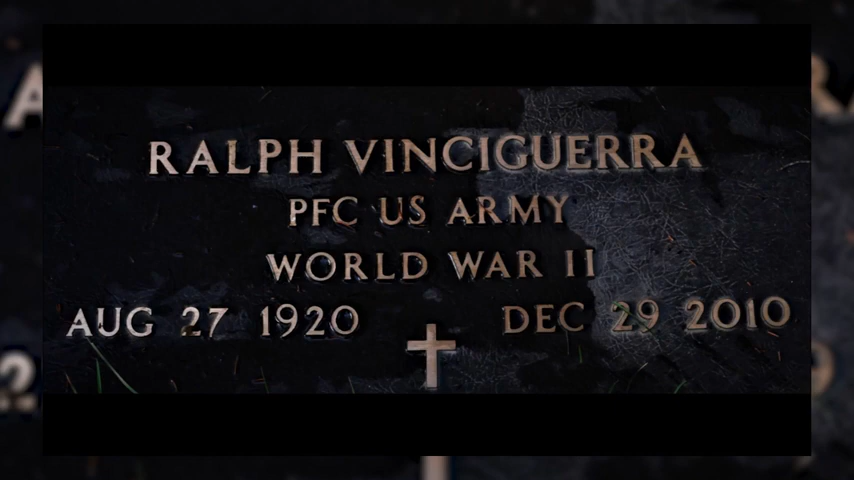 RALPH VINCIGUERRA
PFC US ARMY
WORLD WAR II
AUG 27 1920 DEC 29 2010